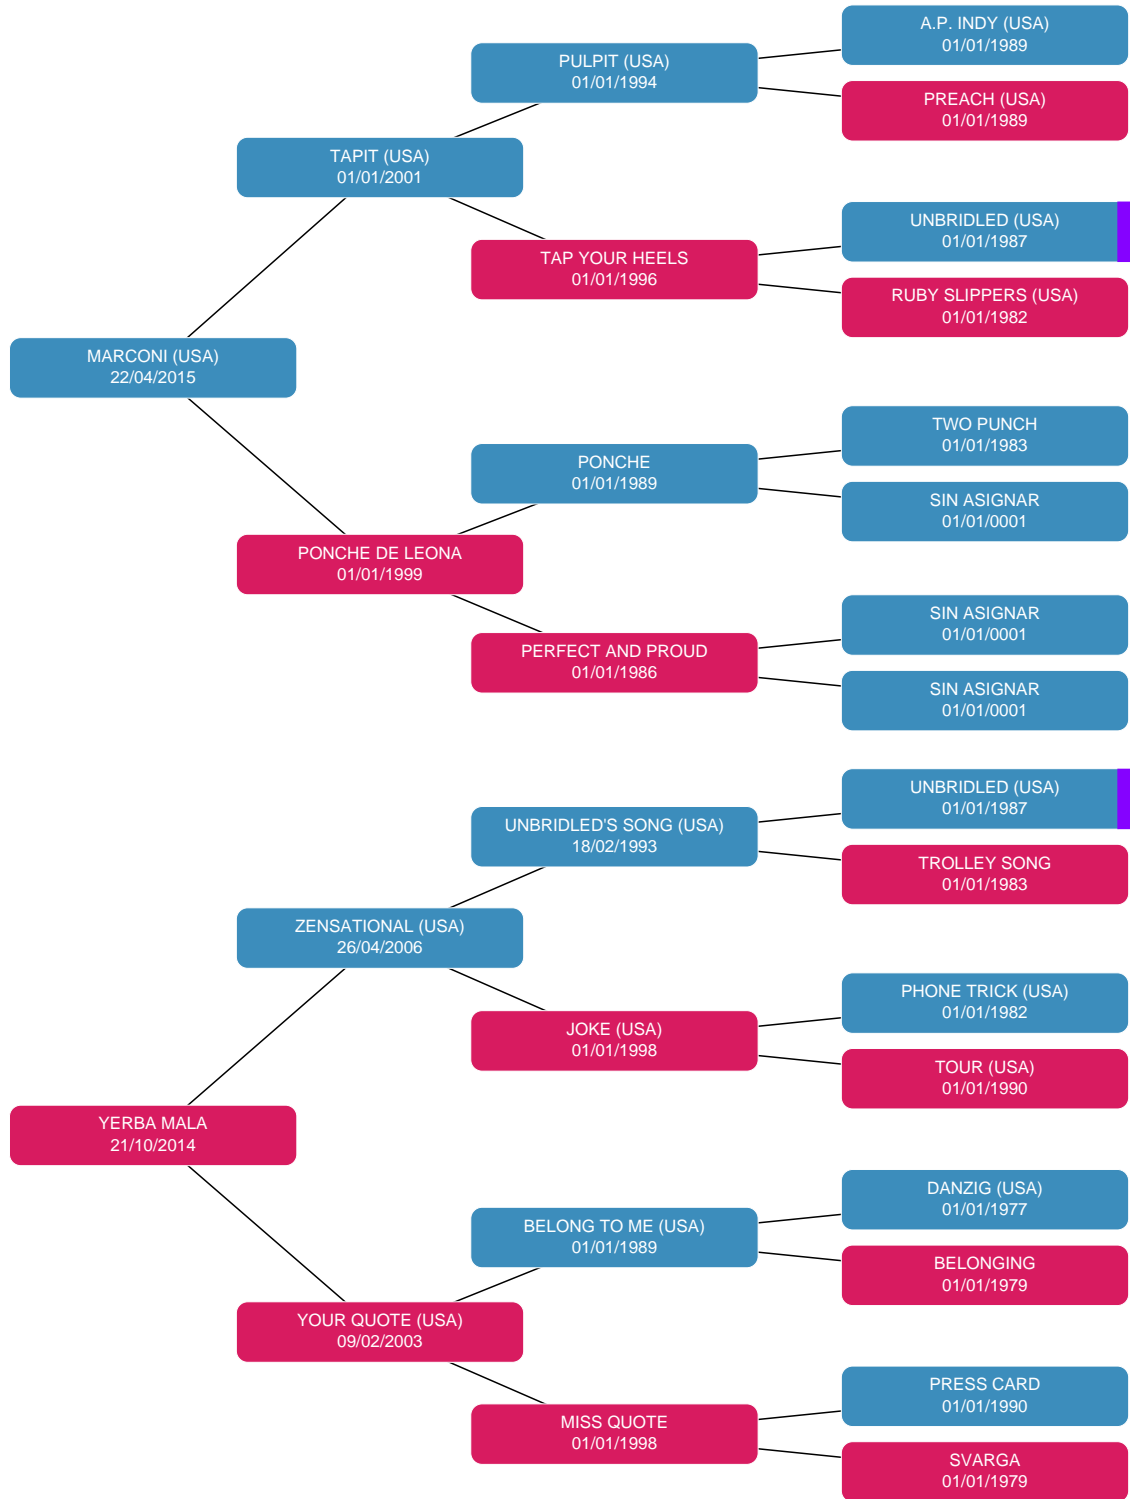 A.P. INDY (USA)
01/01/1989
PULPIT (USA)
01/01/1994
PREACH (USA)
01/01/1989
TAPIT (USA)
01/01/2001
UNBRIDLED (USA)
01/01/1987
TAP YOUR HEELS
01/01/1996
RUBY SLIPPERS (USA)
01/01/1982
MARCONI (USA)
22/04/2015
TWO PUNCH
01/01/1983
PONCHE
01/01/1989
SIN ASIGNAR
01/01/0001
PONCHE DE LEONA
01/01/1999
SIN ASIGNAR
01/01/0001
PERFECT AND PROUD
01/01/1986
SIN ASIGNAR
01/01/0001
UNBRIDLED (USA)
01/01/1987
UNBRIDLED'S SONG (USA)
18/02/1993
TROLLEY SONG
01/01/1983
ZENSATIONAL (USA)
26/04/2006
PHONE TRICK (USA)
01/01/1982
JOKE (USA)
01/01/1998
TOUR (USA)
01/01/1990
YERBA MALA
21/10/2014
DANZIG (USA)
01/01/1977
BELONG TO ME (USA)
01/01/1989
BELONGING
01/01/1979
YOUR QUOTE (USA)
09/02/2003
PRESS CARD
01/01/1990
MISS QUOTE
01/01/1998
SVARGA
01/01/1979